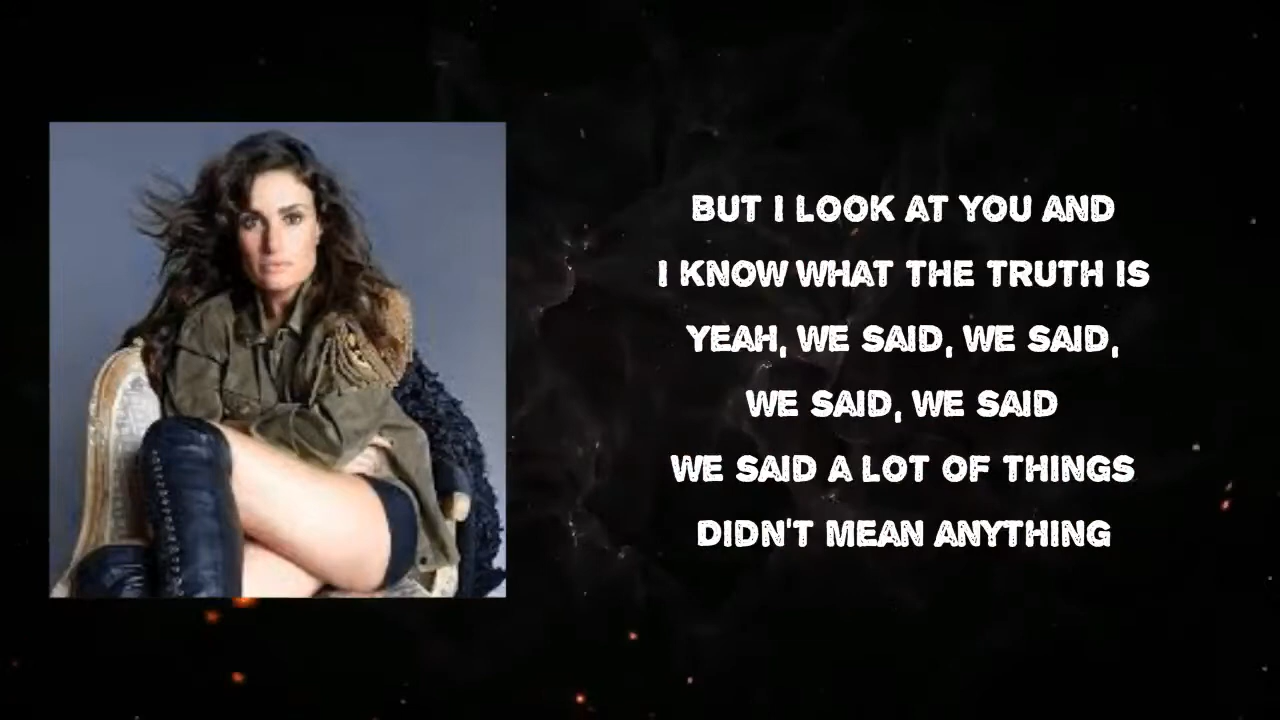 BUT I LOOK AT YOU AND
I KNOW WHAT THE TRUTH IS
YEAH, WE SAID, WE SAID,
WE SAID, WE SAID
WE SAID A LOT OF THINGS
DIDN'T MEAN ANYTHING